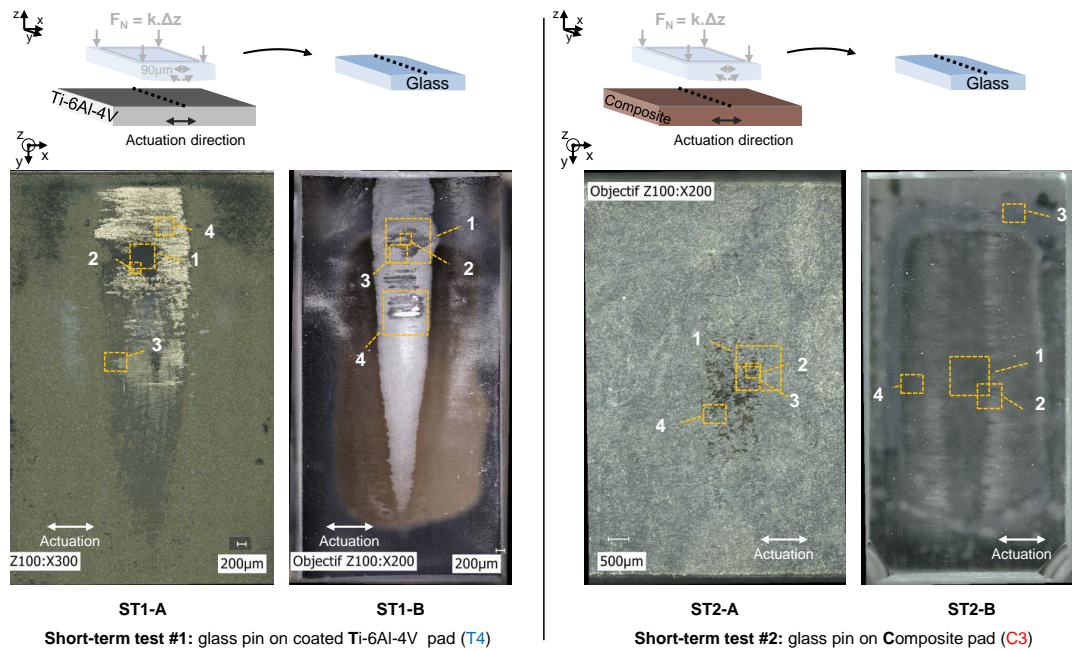 z
x
y
F_N = k.Δz
90µm
Ti-6Al-4V
Glass
Actuation direction
z
x
y
4
2
1
3
Actuation
Z100:X300
200µm
1
2
3
4
Actuation
Objectif Z100:X200
200µm
ST1-A
ST1-B
Short-term test #1: glass pin on coated Ti-6Al-4V pad (T4)
z
x
y
F_N = k.Δz
Composite
Glass
Actuation direction
z
x
y
Objectif Z100:X200
1
2
3
4
500µm
Actuation
3
1
4
2
Actuation
ST2-A
ST2-B
Short-term test #2: glass pin on Composite pad (C3)